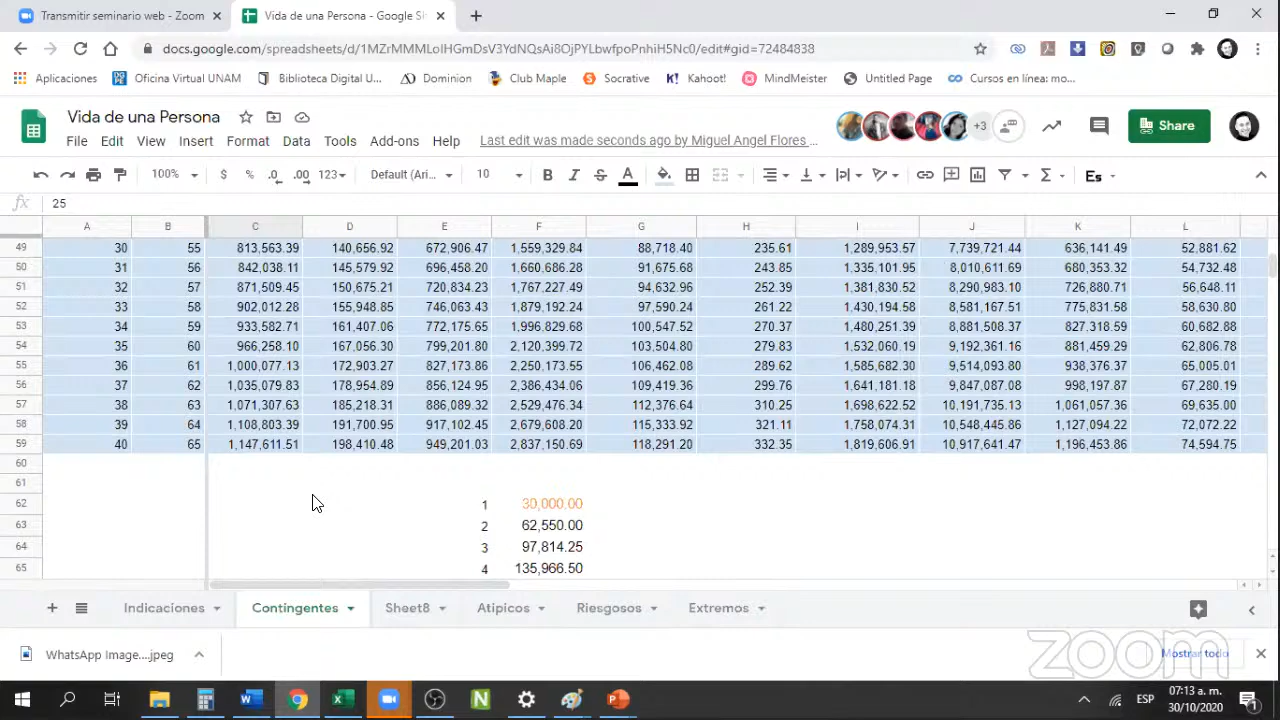 Transmitir seminario web - Zoom
Vida de una Persona - Google Sh
docs.google.com/spreadsheets/d/1MZrMMMLoIHGmDsV3YdNQsAi8OjPYLbwfpoPnhiH5Nc0/edit#gid=72484838
Aplicaciones Oficina Virtual UNAM Biblioteca Digital U... Dominion Club Maple Socrative Kahoot! MindMeister Untitled Page Cursos en línea: mo...
Vida de una Persona
+3
Share
File Edit View Insert Format Data Tools Add-ons Help Last edit was made seconds ago by Miguel Angel Flores ...
100% $ % .0 .00 123 Default (Ari... 10 B I S A Σ Es
fx 25
A B C D E F G H I J K L
49 30 55 813,563.39 140,656.92 672,906.47 1,559,329.84 88,718.40 235.61 1,289,953.57 7,739,721.44 636,141.49 52,881.62
50 31 56 842,038.11 145,579.92 696,458.20 1,660,686.28 91,675.68 243.85 1,335,101.95 8,010,611.69 680,353.32 54,732.48
51 32 57 871,509.45 150,675.21 720,834.23 1,767,227.49 94,632.96 252.39 1,381,830.52 8,290,983.10 726,880.71 56,648.11
52 33 58 902,012.28 155,948.85 746,063.43 1,879,192.24 97,590.24 261.22 1,430,194.58 8,581,167.51 775,831.58 58,630.80
53 34 59 933,582.71 161,407.06 772,175.65 1,996,829.68 100,547.52 270.37 1,480,251.39 8,881,508.37 827,318.59 60,682.88
54 35 60 966,258.10 167,056.30 799,201.80 2,120,399.72 103,504.80 279.83 1,532,060.19 9,192,361.16 881,459.29 62,806.78
55 36 61 1,000,077.13 172,903.27 827,173.86 2,250,173.55 106,462.08 289.62 1,585,682.30 9,514,093.80 938,376.37 65,005.01
56 37 62 1,035,079.83 178,954.89 856,124.95 2,386,434.06 109,419.36 299.76 1,641,181.18 9,847,087.08 998,197.87 67,280.19
57 38 63 1,071,307.63 185,218.31 886,089.32 2,529,476.34 112,376.64 310.25 1,698,622.52 10,191,735.13 1,061,057.36 69,635.00
58 39 64 1,108,803.39 191,700.95 917,102.45 2,679,608.20 115,333.92 321.11 1,758,074.31 10,548,445.86 1,127,094.22 72,072.22
59 40 65 1,147,611.51 198,410.48 949,201.03 2,837,150.69 118,291.20 332.35 1,819,606.91 10,917,641.47 1,196,453.86 74,594.75
60
61
62 1 30,000.00
63 2 62,550.00
64 3 97,814.25
65 4 135,966.50
Indicaciones Contingentes Sheet8 Atipicos Riesgosos Extremos
WhatsApp Image....jpeg
Mostrar todo
zoom
ESP
07:13 a. m.
30/10/2020
1